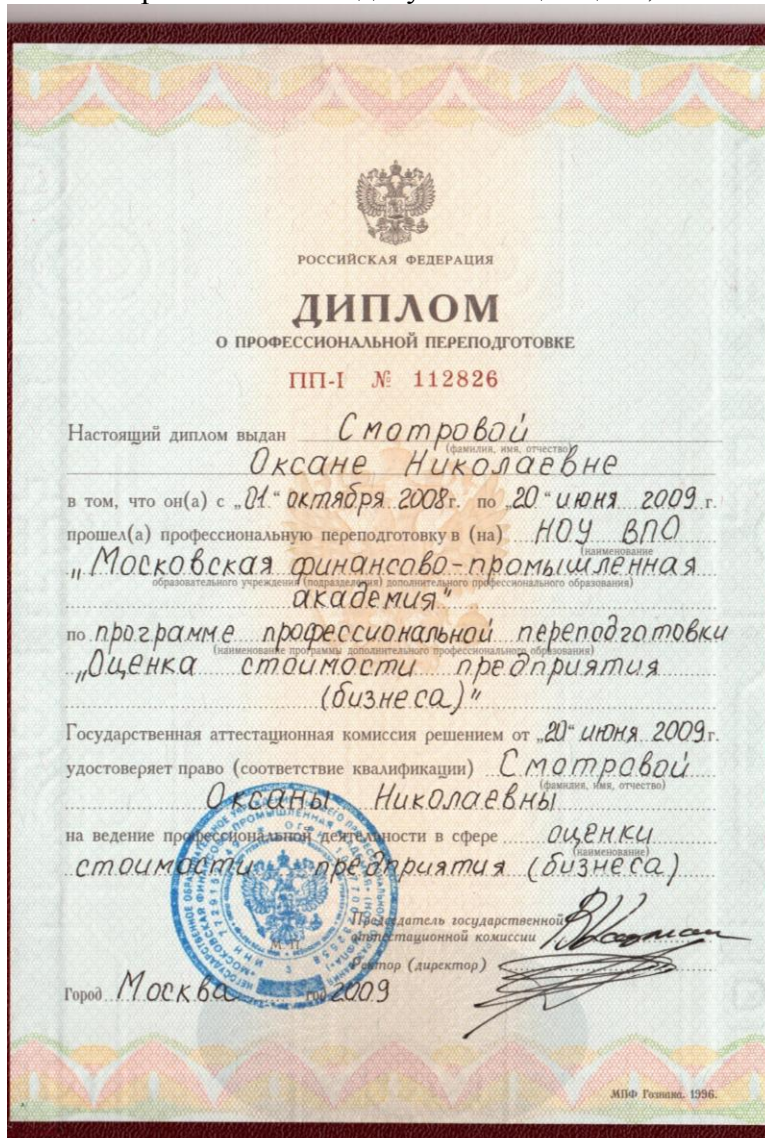 РОССИЙСКАЯ ФЕДЕРАЦИЯ
ДИПЛОМ
О ПРОФЕССИОНАЛЬНОЙ ПЕРЕПОДГОТОВКЕ
ПП-I № 112826
Настоящий диплом выдан Смотровой
(фамилия, имя, отчество)
Оксане Николаевне
в том, что он(а) с „01“ октября 2008г. по „20“ июня 2009 г.
прошел(а) профессиональную переподготовку в (на) НОУ ВПО
(наименование
„Московская финансово-промышленная
образовательного учреждения (подразделения) дополнительного профессионального образования)
академия"
по программе профессиональной переподготовки
(наименование программы дополнительного профессионального образования)
„Оценка стоимости предприятия
(бизнеса)"
Государственная аттестационная комиссия решением от „20“ июня 2009г.
удостоверяет право (соответствие квалификации) Смотровой
(фамилия, имя, отчество)
Оксаны Николаевны
на ведение профессиональной деятельности в сфере оценки
(наименование)
стоимости предприятия (бизнеса)
Председатель государственной
аттестационной комиссии
М.П.
Ректор (директор)
Город Москва год 2009
МПФ Гознака. 1996.